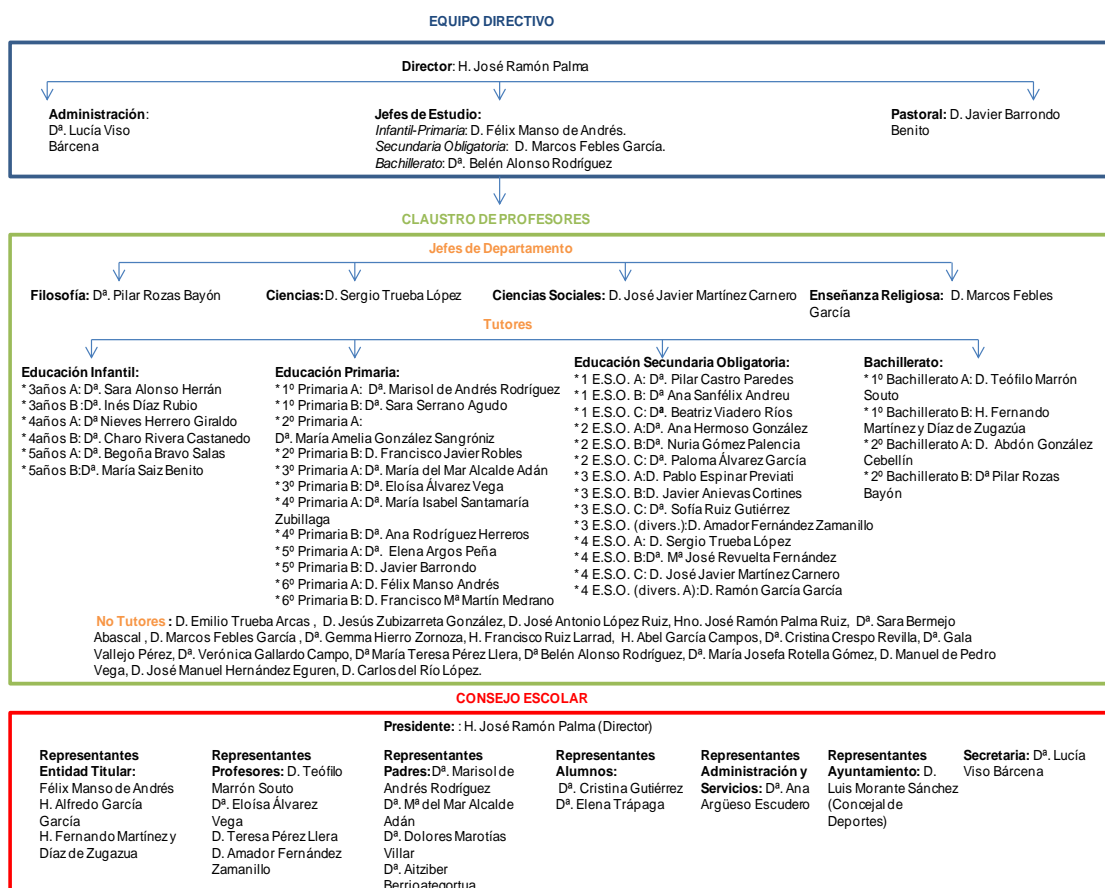 EQUIPO DIRECTIVO
Director: H. José Ramón Palma
Administración:
Dª. Lucía Viso
Bárcena
Jefes de Estudio:
Infantil-Primaria: D. Félix Manso de Andrés.
Secundaria Obligatoria: D. Marcos Febles García.
Bachillerato: Dª. Belén Alonso Rodríguez
Pastoral: D. Javier Barrondo
Benito
CLAUSTRO DE PROFESORES
Jefes de Departamento
Filosofía: Dª. Pilar Rozas Bayón
Ciencias: D. Sergio Trueba López
Ciencias Sociales: D. José Javier Martínez Carnero
Enseñanza Religiosa: D. Marcos Febles
García
Tutores
Educación Infantil:
*3años A: Dª. Sara Alonso Herrán
*3años B :Dª. Inés Díaz Rubio
*4años A: Dª Nieves Herrero Giraldo
*4años B: Dª. Charo Rivera Castanedo
*5años A: Dª. Begoña Bravo Salas
*5años B:Dª. María Saiz Benito
Educación Primaria:
*1º Primaria A: Dª. Marisol de Andrés Rodríguez
*1º Primaria B: Dª. Sara Serrano Agudo
*2º Primaria A:
Dª. María Amelia González Sangróniz
*2º Primaria B: D. Francisco Javier Robles
*3º Primaria A: Dª. María del Mar Alcalde Adán
*3º Primaria B: Dª. Eloísa Álvarez Vega
*4º Primaria A: Dª. María Isabel Santamaría
Zubillaga
*4º Primaria B: Dª. Ana Rodríguez Herreros
*5º Primaria A: Dª. Elena Argos Peña
*5º Primaria B: D. Javier Barrondo
*6º Primaria A: D. Félix Manso Andrés
*6º Primaria B: D. Francisco Mª Martín Medrano
Educación Secundaria Obligatoria:
*1 E.S.O. A: Dª. Pilar Castro Paredes
*1 E.S.O. B: Dª Ana Sanfélix Andreu
*1 E.S.O. C: Dª. Beatriz Viadero Ríos
*2 E.S.O. A: Dª. Ana Hermoso González
*2 E.S.O. B:Dª. Nuria Gómez Palencia
*2 E.S.O. C: Dª. Paloma Álvarez García
*3 E.S.O. A:D. Pablo Espinar Previati
*3 E.S.O. B:D. Javier Anievas Cortines
*3 E.S.O. C: Dª. Sofía Ruiz Gutiérrez
*3 E.S.O. (divers.):D. Amador Fernández Zamanillo
*4 E.S.O. A: D. Sergio Trueba López
*4 E.S.O. B:Dª. Mª José Revuelta Fernández
*4 E.S.O. C: D. José Javier Martínez Carnero
*4 E.S.O. (divers. A):D. Ramón García García
Bachillerato:
*1º Bachillerato A: D. Teófilo Marrón
Souto
*1º Bachillerato B: H. Fernando
Martínez y Díaz de Zugazúa
*2º Bachillerato A: D. Abdón González
Cebellín
*2º Bachillerato B: Dª Pilar Rozas
Bayón
No Tutores : D. Emilio Trueba Arcas , D. Jesús Zubizarreta González, D. José Antonio López Ruiz, Hno. José Ramón Palma Ruiz, Dª. Sara Bermejo
Abascal , D. Marcos Febles García , Dª. Gemma Hierro Zornoza, H. Francisco Ruiz Larrad, H. Abel García Campos, Dª. Cristina Crespo Revilla, Dª. Gala
Vallejo Pérez, Dª. Verónica Gallardo Campo, Dª María Teresa Pérez Llera, Dª Belén Alonso Rodríguez, Dª. María Josefa Rotella Gómez, D. Manuel de Pedro
Vega, D. José Manuel Hernández Eguren, D. Carlos del Río López.
CONSEJO ESCOLAR
Presidente: : H. José Ramón Palma (Director)
Representantes
Entidad Titular:
Félix Manso de Andrés
H. Alfredo García
García
H. Fernando Martínez y
Díaz de Zugazua
Representantes
Profesores: D. Teófilo
Marrón Souto
Dª. Eloísa Álvarez
Vega
D. Teresa Pérez Llera
D. Amador Fernández
Zamanillo
Representantes
Padres:Dª. Marisol de
Andrés Rodríguez
Dª. Mª del Mar Alcalde
Adán
Dª. Dolores Marotías
Villar
Dª. Aitziber
Berrioategortua
Representantes
Alumnos:
Dª. Cristina Gutiérrez
Dª. Elena Trápaga
Representantes
Administración y
Servicios: Dª. Ana
Argüeso Escudero
Representantes
Ayuntamiento: D.
Luis Morante Sánchez
(Concejal de
Deportes)
Secretaria: Dª. Lucía
Viso Bárcena